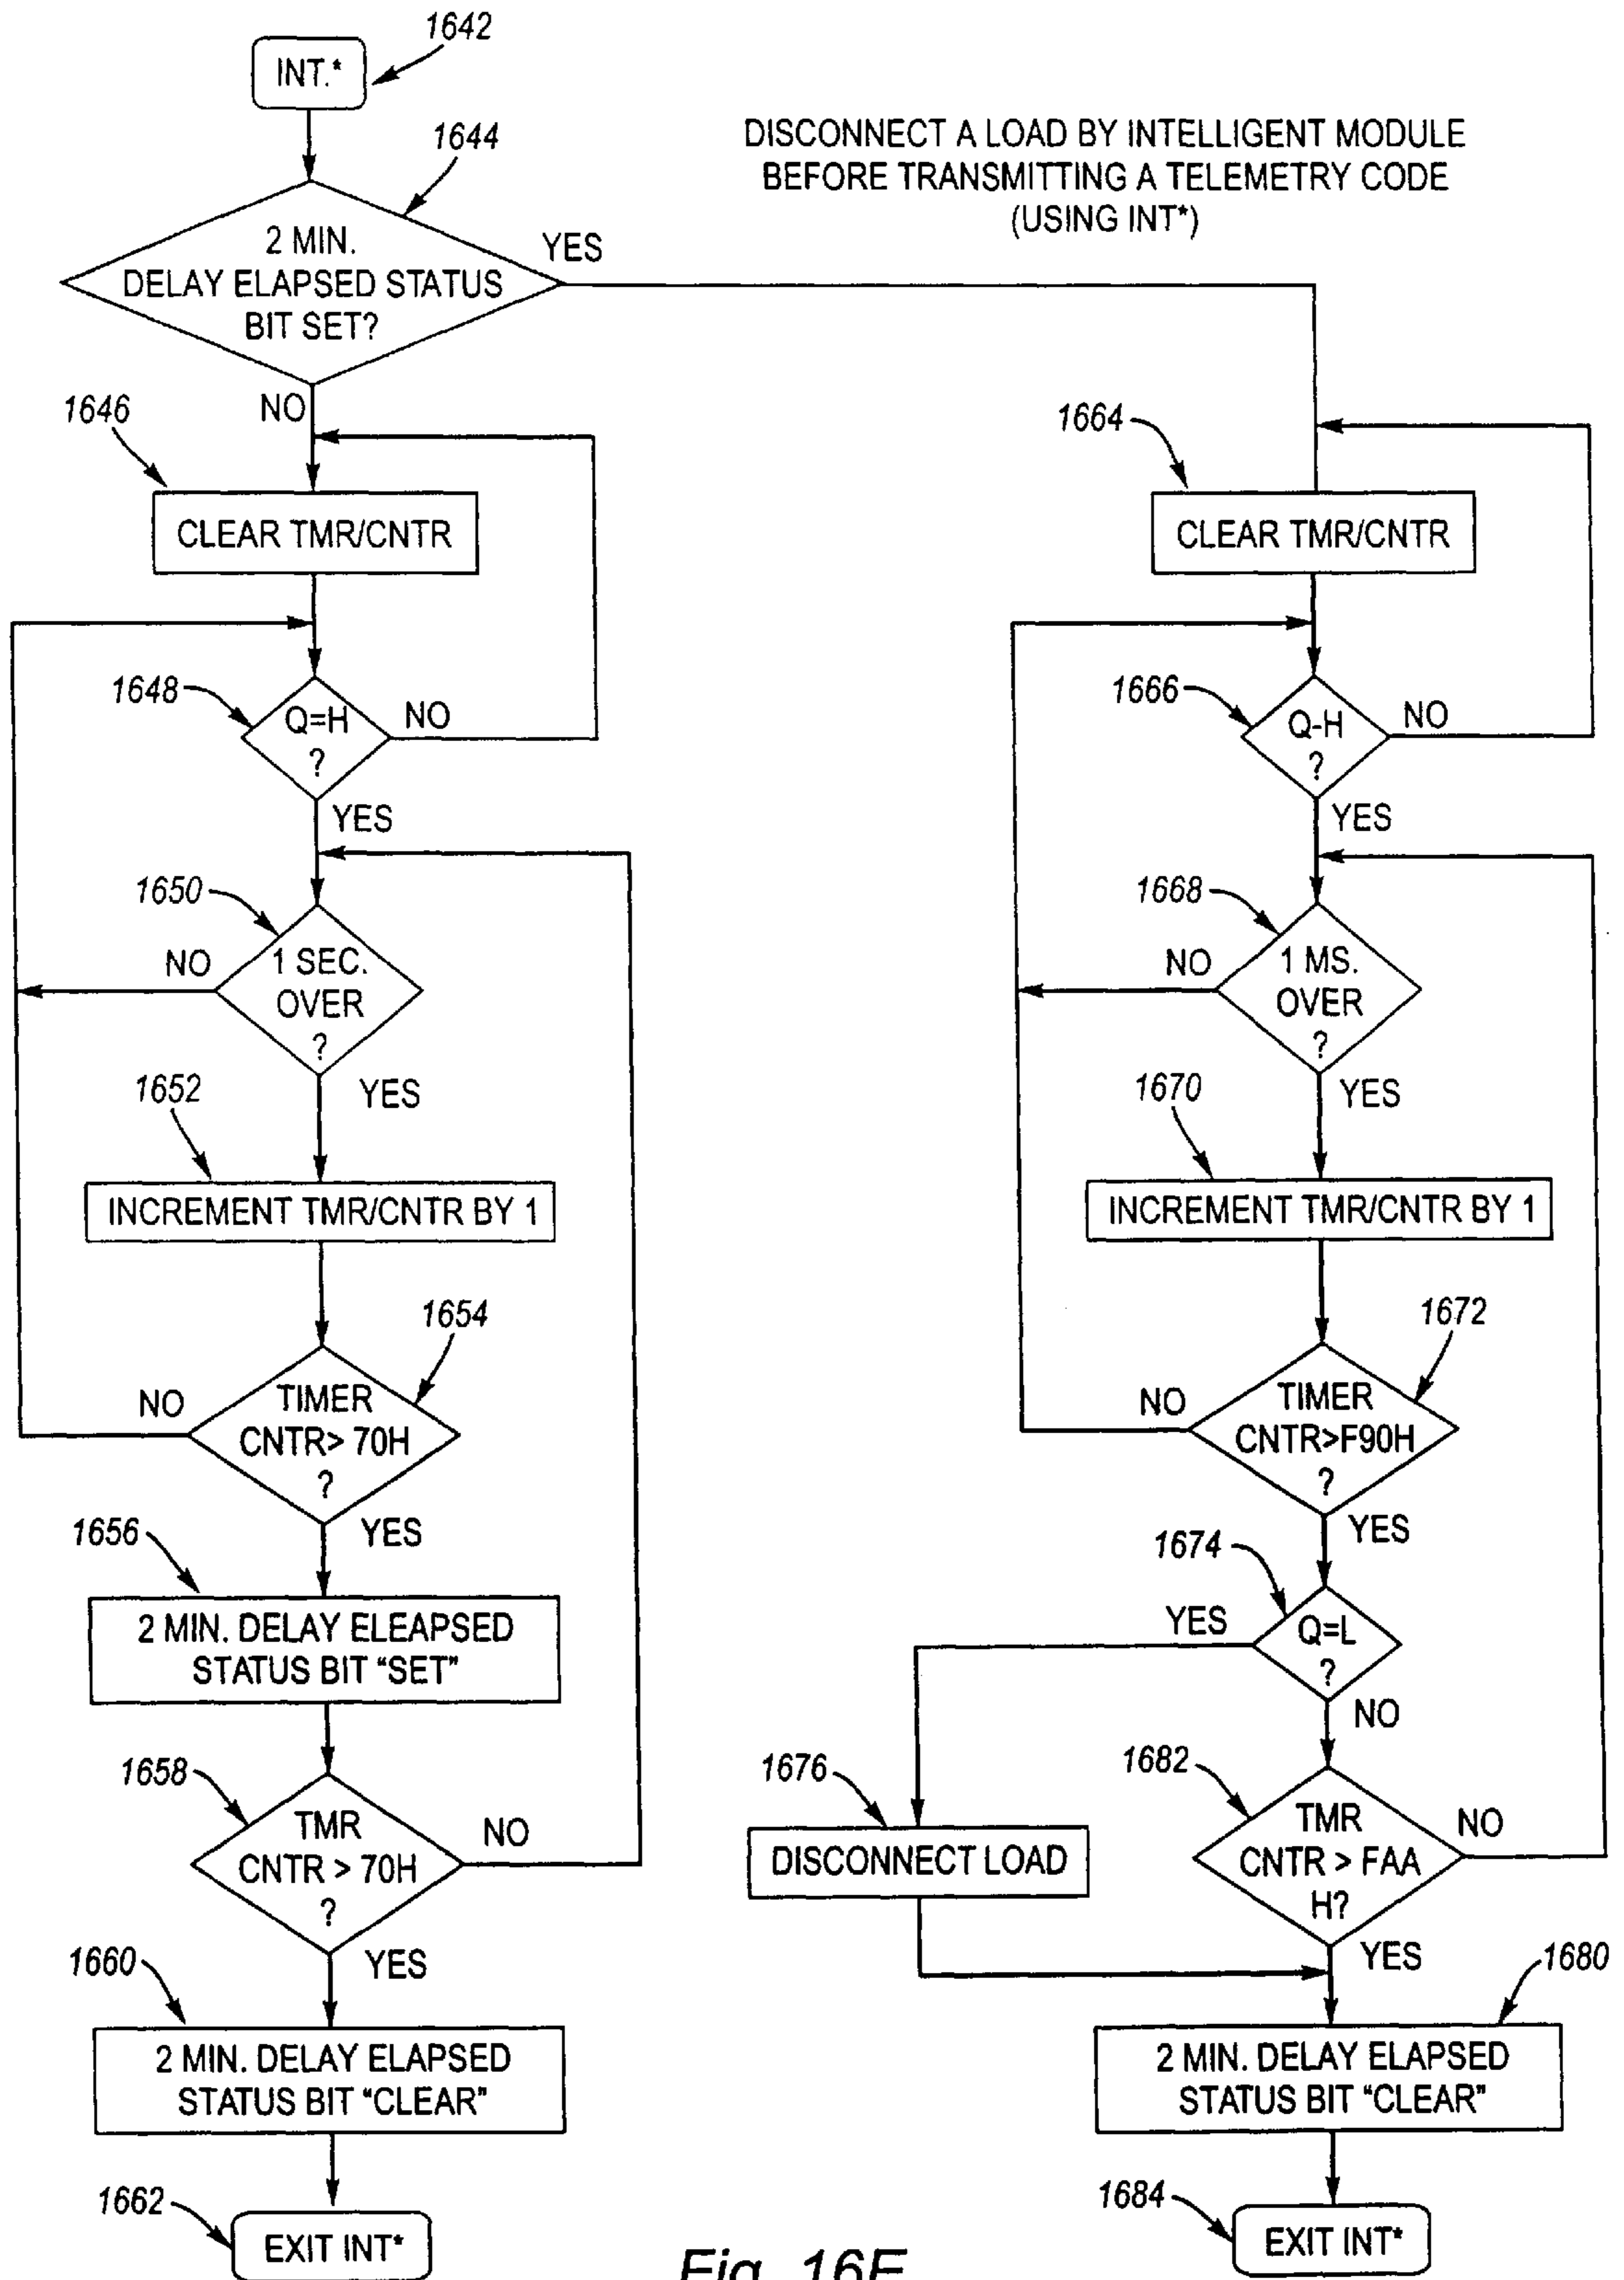 INT.*
1642
1644
DISCONNECT A LOAD BY INTELLIGENT MODULE
BEFORE TRANSMITTING A TELEMETRY CODE
(USING INT*)
2 MIN.
DELAY ELAPSED STATUS
BIT SET?
YES
NO
1646
CLEAR TMR/CNTR
1648
Q=H
?
NO
YES
1650
1 SEC.
OVER
?
NO
YES
1652
INCREMENT TMR/CNTR BY 1
1654
TIMER
CNTR> 70H
?
NO
YES
1656
2 MIN. DELAY ELEAPSED
STATUS BIT "SET"
1658
TMR
CNTR > 70H
?
NO
YES
1660
2 MIN. DELAY ELAPSED
STATUS BIT "CLEAR"
1662
EXIT INT*
1664
CLEAR TMR/CNTR
1666
Q-H
?
NO
YES
1668
1 MS.
OVER
?
NO
YES
1670
INCREMENT TMR/CNTR BY 1
1672
TIMER
CNTR>F90H
?
NO
YES
1674
Q=L
?
YES
NO
1676
DISCONNECT LOAD
1682
TMR
CNTR > FAA
H?
NO
YES
1680
2 MIN. DELAY ELAPSED
STATUS BIT "CLEAR"
1684
EXIT INT*
Fig. 16E